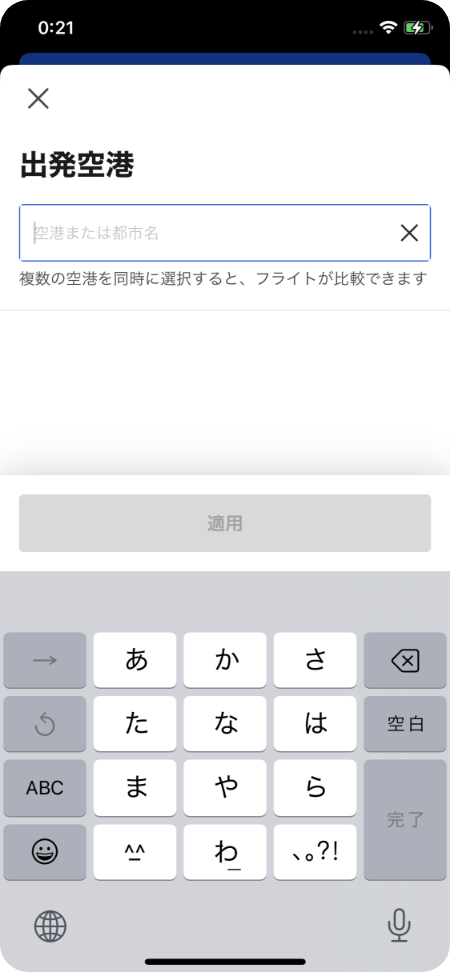 0:21
出発空港
空港または都市名
複数の空港を同時に選択すると、フライトが比較できます
適用
→ あ か さ
た な は 空白
ABC ま や ら 完了
^_^ わ_ 、。?!